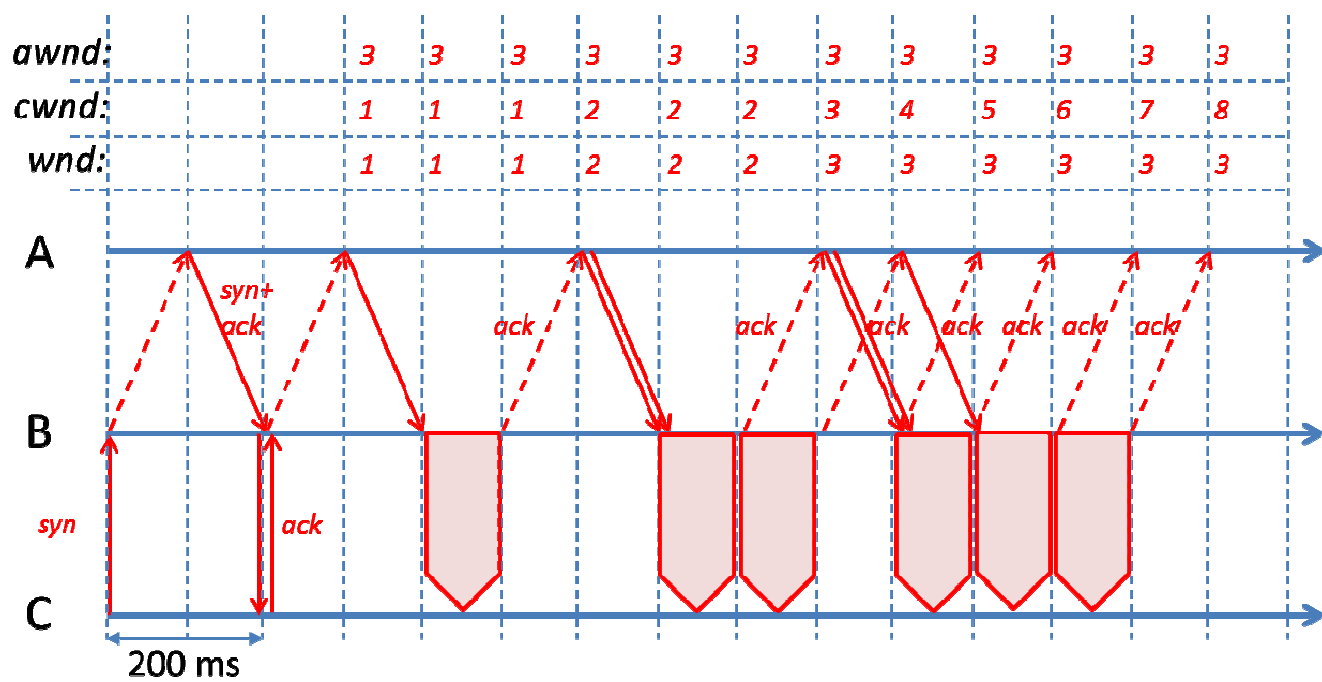 awnd: 3 3 3 3 3 3 3 3 3 3 3 3
cwnd: 1 1 1 2 2 2 3 4 5 6 7 8
wnd: 1 1 1 2 2 2 3 3 3 3 3 3
A
syn+
ack ack ack ack ack ack ack ack
B
syn ack
C
200 ms